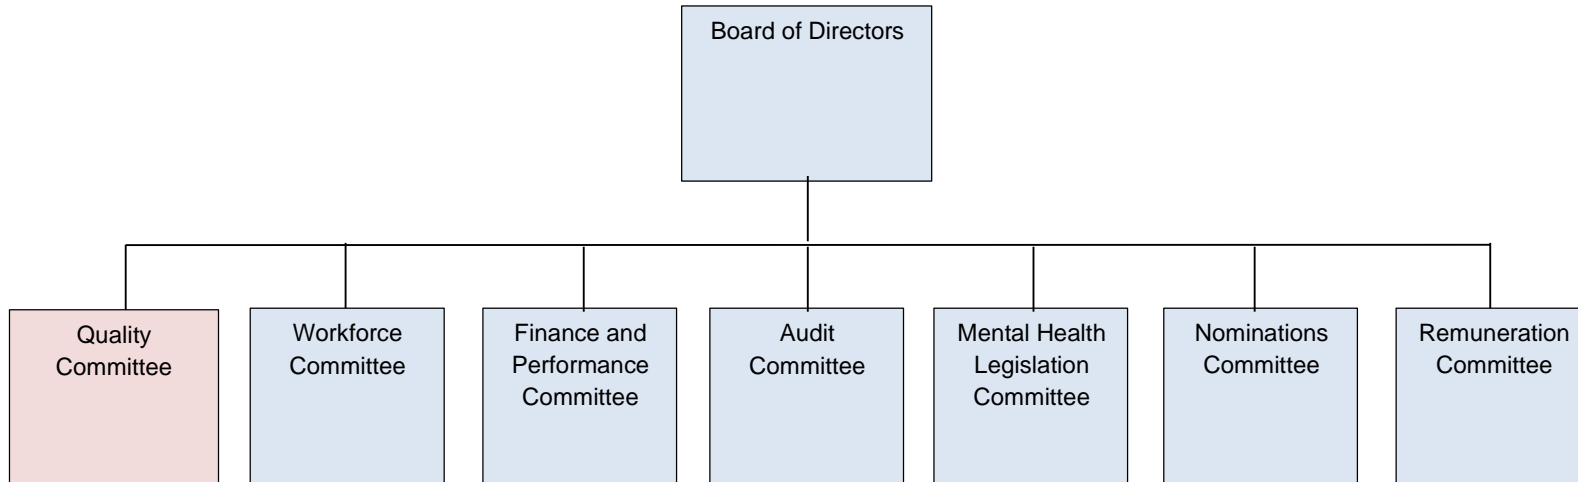 Board of Directors
Quality
Committee
Workforce
Committee
Finance and
Performance
Committee
Audit
Committee
Mental Health
Legislation
Committee
Nominations
Committee
Remuneration
Committee